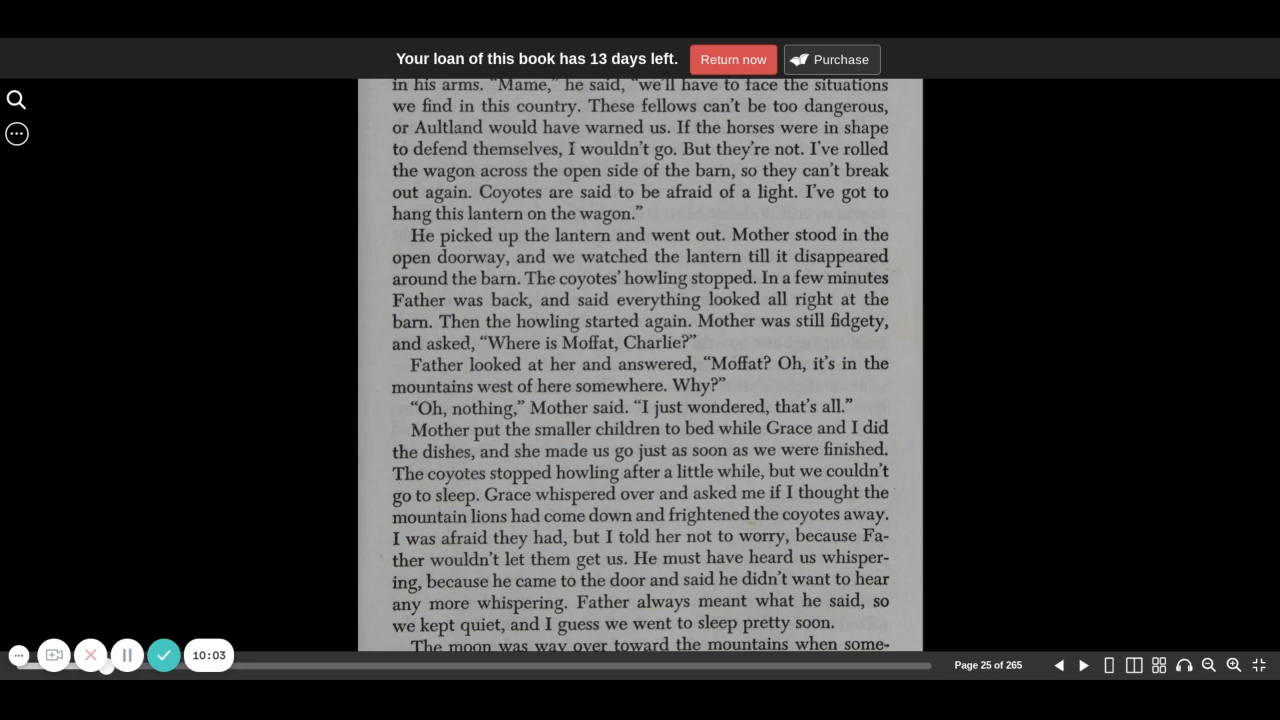 Your loan of this book has 13 days left. Return now Purchase
in his arms. “Mame,” he said, “we’ll have to face the situations
we find in this country. These fellows can’t be too dangerous,
or Aultland would have warned us. If the horses were in shape
to defend themselves, I wouldn’t go. But they’re not. I’ve rolled
the wagon across the open side of the barn, so they can’t break
out again. Coyotes are said to be afraid of a light. I’ve got to
hang this lantern on the wagon.”
He picked up the lantern and went out. Mother stood in the
open doorway, and we watched the lantern till it disappeared
around the barn. The coyotes’ howling stopped. In a few minutes
Father was back, and said everything looked all right at the
barn. Then the howling started again. Mother was still fidgety,
and asked, “Where is Moffat, Charlie?”
Father looked at her and answered, “Moffat? Oh, it’s in the
mountains west of here somewhere. Why?”
“Oh, nothing,” Mother said. “I just wondered, that’s all.”
Mother put the smaller children to bed while Grace and I did
the dishes, and she made us go just as soon as we were finished.
The coyotes stopped howling after a little while, but we couldn’t
go to sleep. Grace whispered over and asked me if I thought the
mountain lions had come down and frightened the coyotes away.
I was afraid they had, but I told her not to worry, because Fa-
ther wouldn’t let them get us. He must have heard us whisper-
ing, because he came to the door and said he didn’t want to hear
any more whispering. Father always meant what he said, so
we kept quiet, and I guess we went to sleep pretty soon.
The moon was way over toward the mountains when some-
10:03
Page 25 of 265